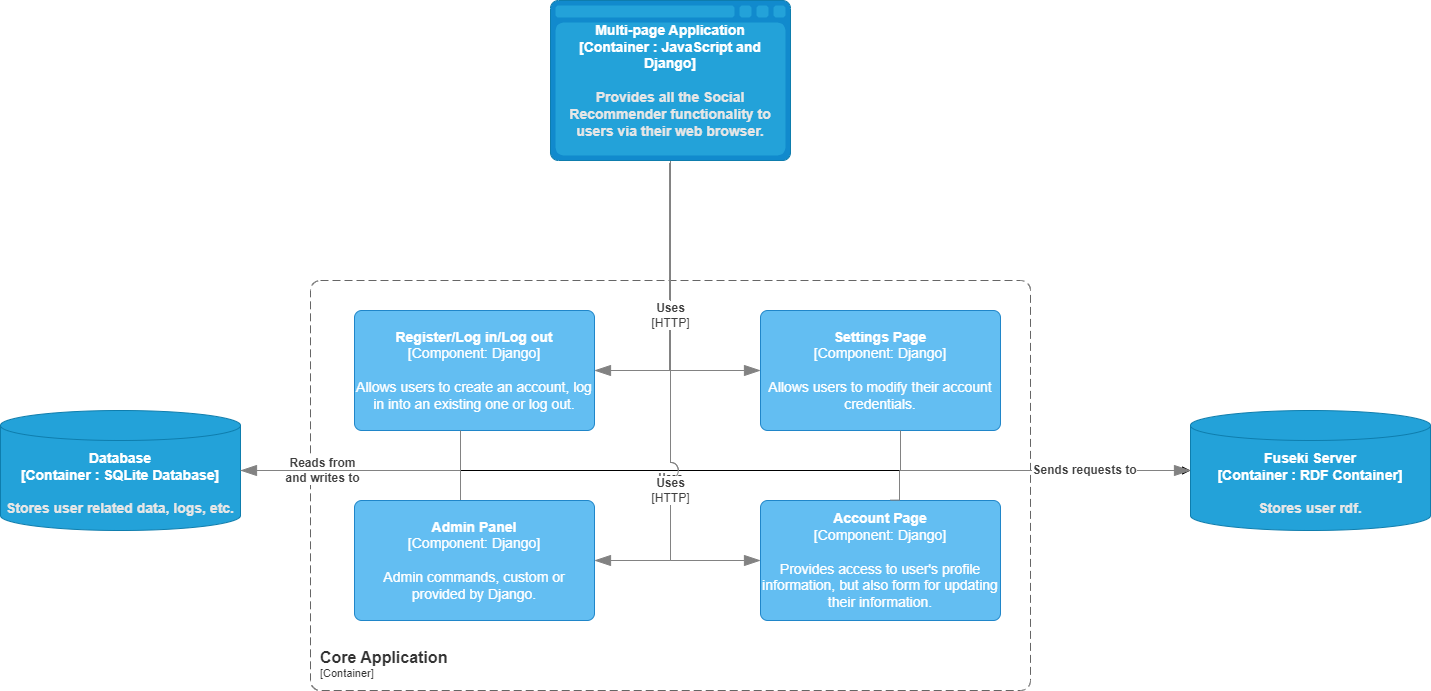 Multi-page Application
[Container : JavaScript and
Django]
Provides all the Social
Recommender functionality to
users via their web browser.
Uses
[HTTP]
Register/Log in/Log out
[Component: Django]
Allows users to create an account, log
in into an existing one or log out.
Settings Page
[Component: Django]
Allows users to modify their account
credentials.
Database
[Container : SQLite Database]
Stores user related data, logs, etc.
Reads from
and writes to
Uses
[HTTP]
Sends requests to
Fuseki Server
[Container : RDF Container]
Stores user rdf.
Admin Panel
[Component: Django]
Admin commands, custom or
provided by Django.
Account Page
[Component: Django]
Provides access to user's profile
information, but also form for updating
their information.
Core Application
[Container]